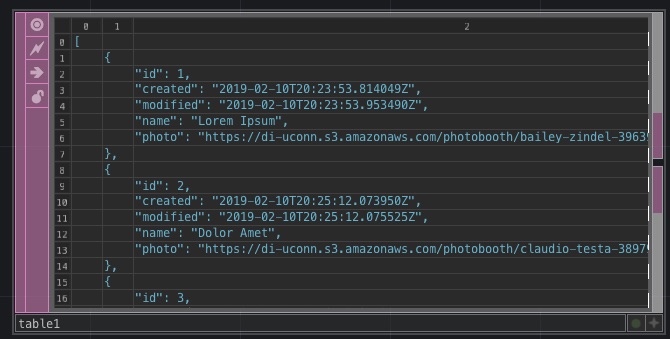 0 1 2
0 [
1 {
2 "id": 1,
3 "created": "2019-02-10T20:23:53.814049Z",
4 "modified": "2019-02-10T20:23:53.953490Z",
5 "name": "Lorem Ipsum",
6 "photo": "https://di-uconn.s3.amazonaws.com/photobooth/bailey-zindel-3963
7 },
8 {
9 "id": 2,
10 "created": "2019-02-10T20:25:12.073950Z",
11 "modified": "2019-02-10T20:25:12.075525Z",
12 "name": "Dolor Amet",
13 "photo": "https://di-uconn.s3.amazonaws.com/photobooth/claudio-testa-3897
14 },
15 {
16 "id": 3,
table1